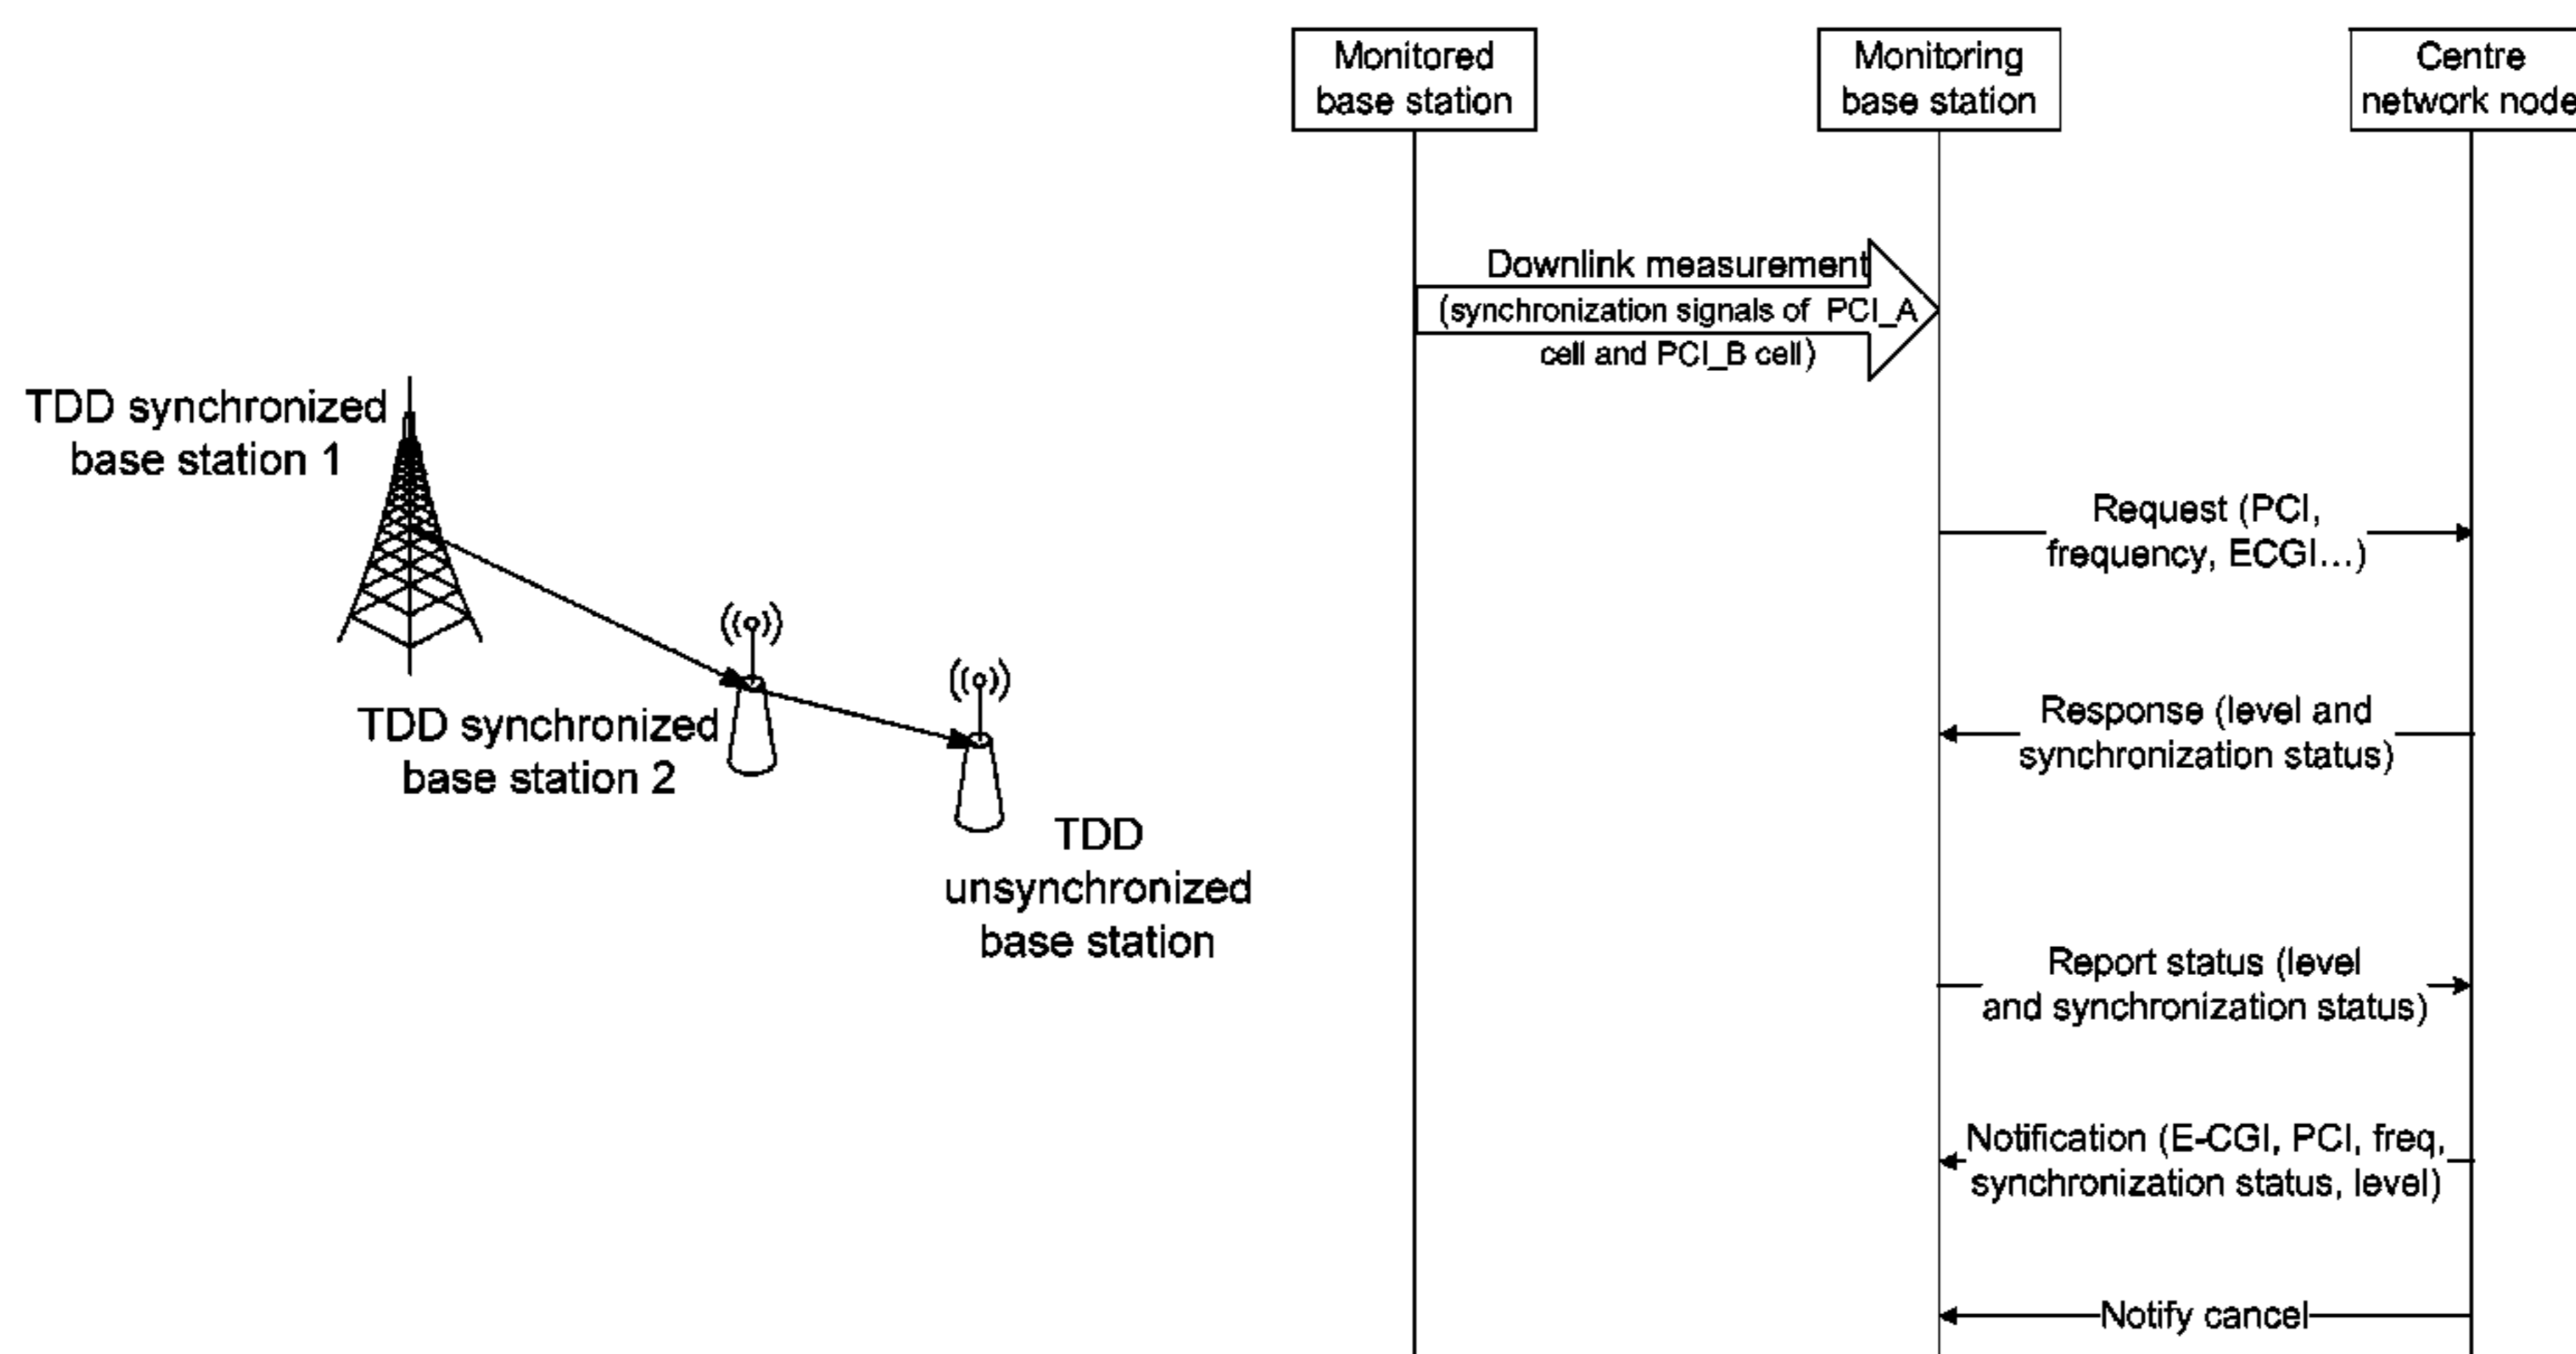 TDD synchronized
base station 1
TDD synchronized
base station 2
TDD
unsynchronized
base station
Monitored
base station
Monitoring
base station
Centre
network node
Downlink measurement
(synchronization signals of PCI_A
cell and PCI_B cell)
Request (PCI,
frequency, ECGI...)
Response (level and
synchronization status)
Report status (level
and synchronization status)
Notification (E-CGI, PCI, freq,
synchronization status, level)
Notify cancel